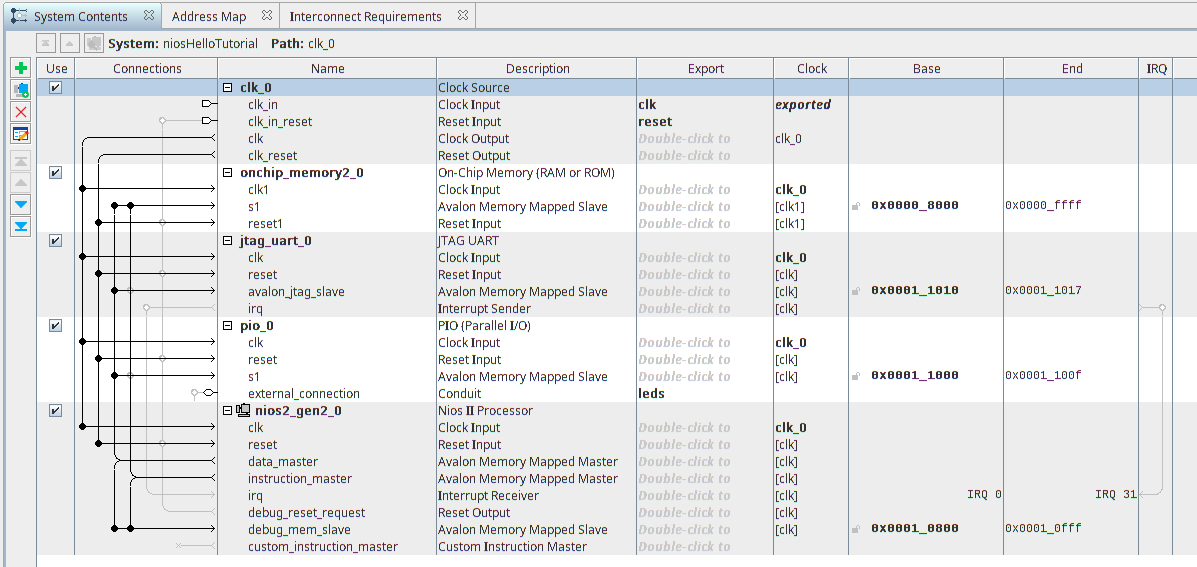 System Contents Address Map Interconnect Requirements
System: niosHelloTutorial Path: clk_0
Use Connections Name Description Export Clock Base End IRQ
clk_0 Clock Source
clk_in Clock Input clk exported
clk_in_reset Reset Input reset
clk Clock Output Double-click to clk_0
clk_reset Reset Output Double-click to
onchip_memory2_0 On-Chip Memory (RAM or ROM)
clk1 Clock Input Double-click to clk_0
s1 Avalon Memory Mapped Slave Double-click to [clk1] 0x0000_8000 0x0000_ffff
reset1 Reset Input Double-click to [clk1]
jtag_uart_0 JTAG UART
clk Clock Input Double-click to clk_0
reset Reset Input Double-click to [clk]
avalon_jtag_slave Avalon Memory Mapped Slave Double-click to [clk] 0x0001_1010 0x0001_1017
irq Interrupt Sender Double-click to [clk]
pio_0 PIO (Parallel I/O)
clk Clock Input Double-click to clk_0
reset Reset Input Double-click to [clk]
s1 Avalon Memory Mapped Slave Double-click to [clk] 0x0001_1000 0x0001_100f
external_connection Conduit leds
nios2_gen2_0 Nios II Processor
clk Clock Input Double-click to clk_0
reset Reset Input Double-click to [clk]
data_master Avalon Memory Mapped Master Double-click to [clk]
instruction_master Avalon Memory Mapped Master Double-click to [clk]
irq Interrupt Receiver Double-click to [clk] IRQ 0 IRQ 31
debug_reset_request Reset Output Double-click to [clk]
debug_mem_slave Avalon Memory Mapped Slave Double-click to [clk] 0x0001_0800 0x0001_0fff
custom_instruction_master Custom Instruction Master Double-click to